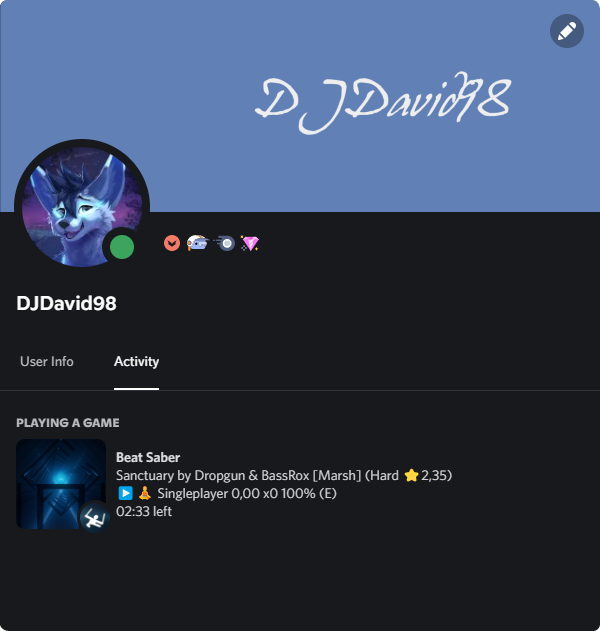 DJDavid98
DJDavid98
User Info
Activity
PLAYING A GAME
Beat Saber
Sanctuary by Dropgun & BassRox [Marsh] (Hard ⭐ 2,35)
▶️ 🧘 Singleplayer 0,00 x0 100% (E)
02:33 left